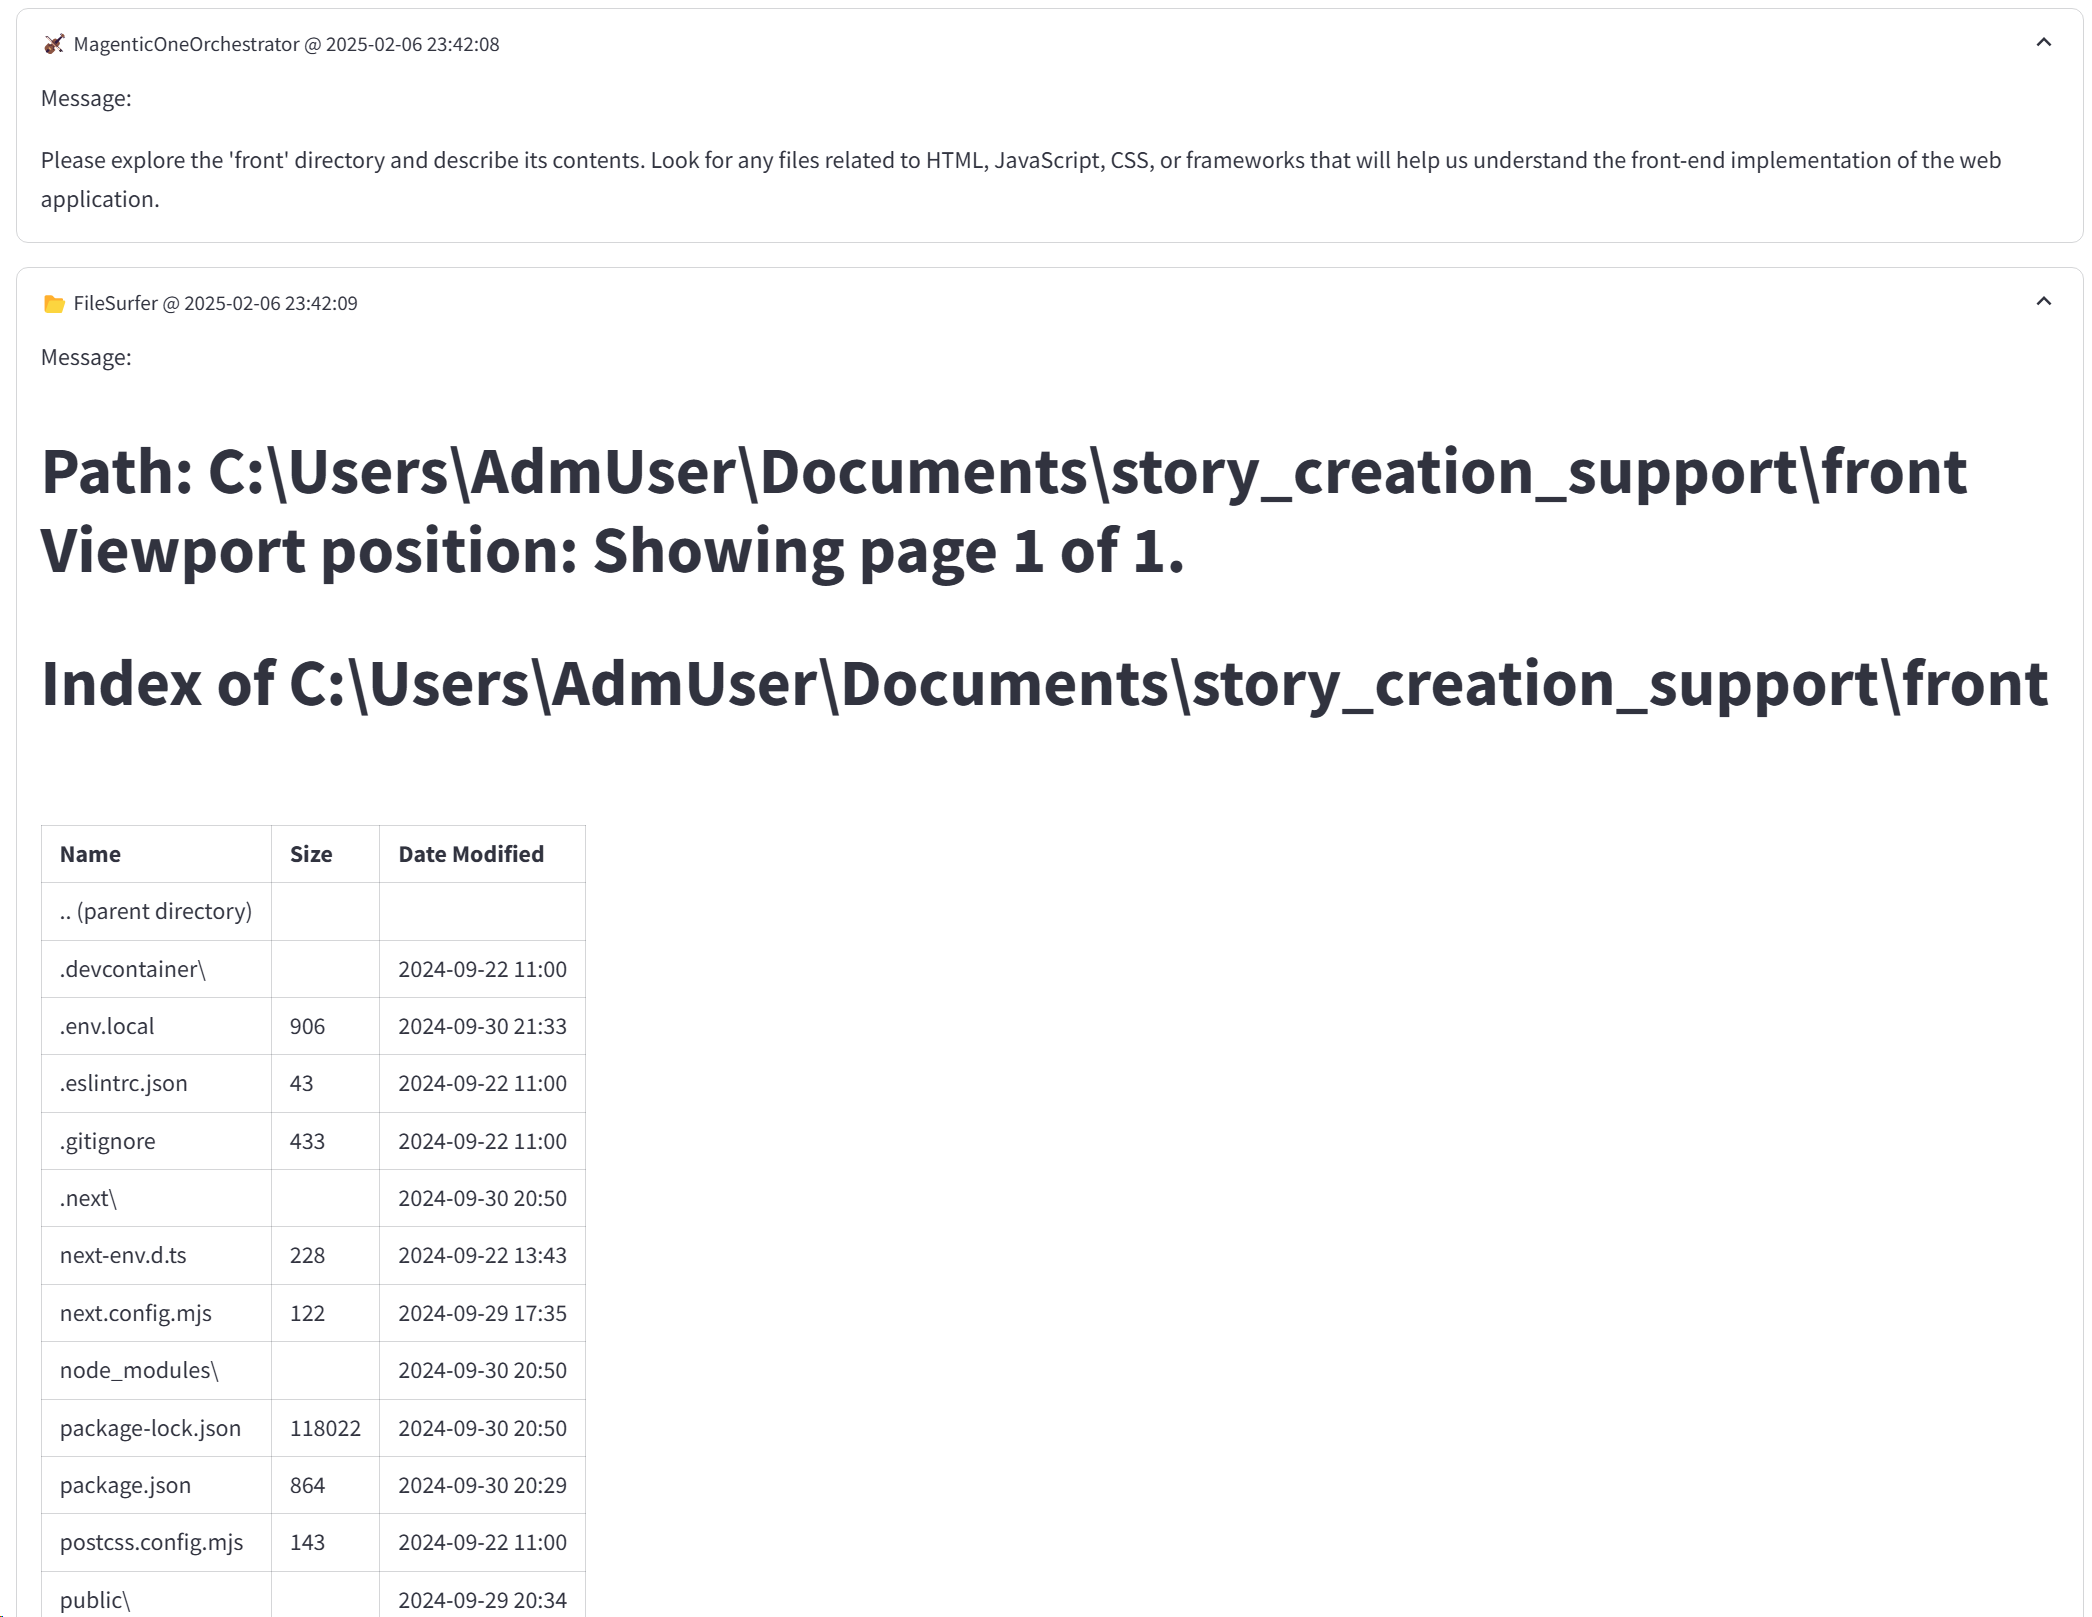 MagenticOneOrchestrator @ 2025-02-06 23:42:08
Message:
Please explore the 'front' directory and describe its contents. Look for any files related to HTML, JavaScript, CSS, or frameworks that will help us understand the front-end implementation of the web
application.
FileSurfer @ 2025-02-06 23:42:09
Message:
Path: C:\Users\AdmUser\Documents\story_creation_support\front
Viewport position: Showing page 1 of 1.
Index of C:\Users\AdmUser\Documents\story_creation_support\front
Name Size Date Modified
.. (parent directory)
.devcontainer\ 2024-09-22 11:00
.env.local 906 2024-09-30 21:33
.eslintrc.json 43 2024-09-22 11:00
.gitignore 433 2024-09-22 11:00
.next\ 2024-09-30 20:50
next-env.d.ts 228 2024-09-22 13:43
next.config.mjs 122 2024-09-29 17:35
node_modules\ 2024-09-30 20:50
package-lock.json 118022 2024-09-30 20:50
package.json 864 2024-09-30 20:29
postcss.config.mjs 143 2024-09-22 11:00
public\ 2024-09-29 20:34